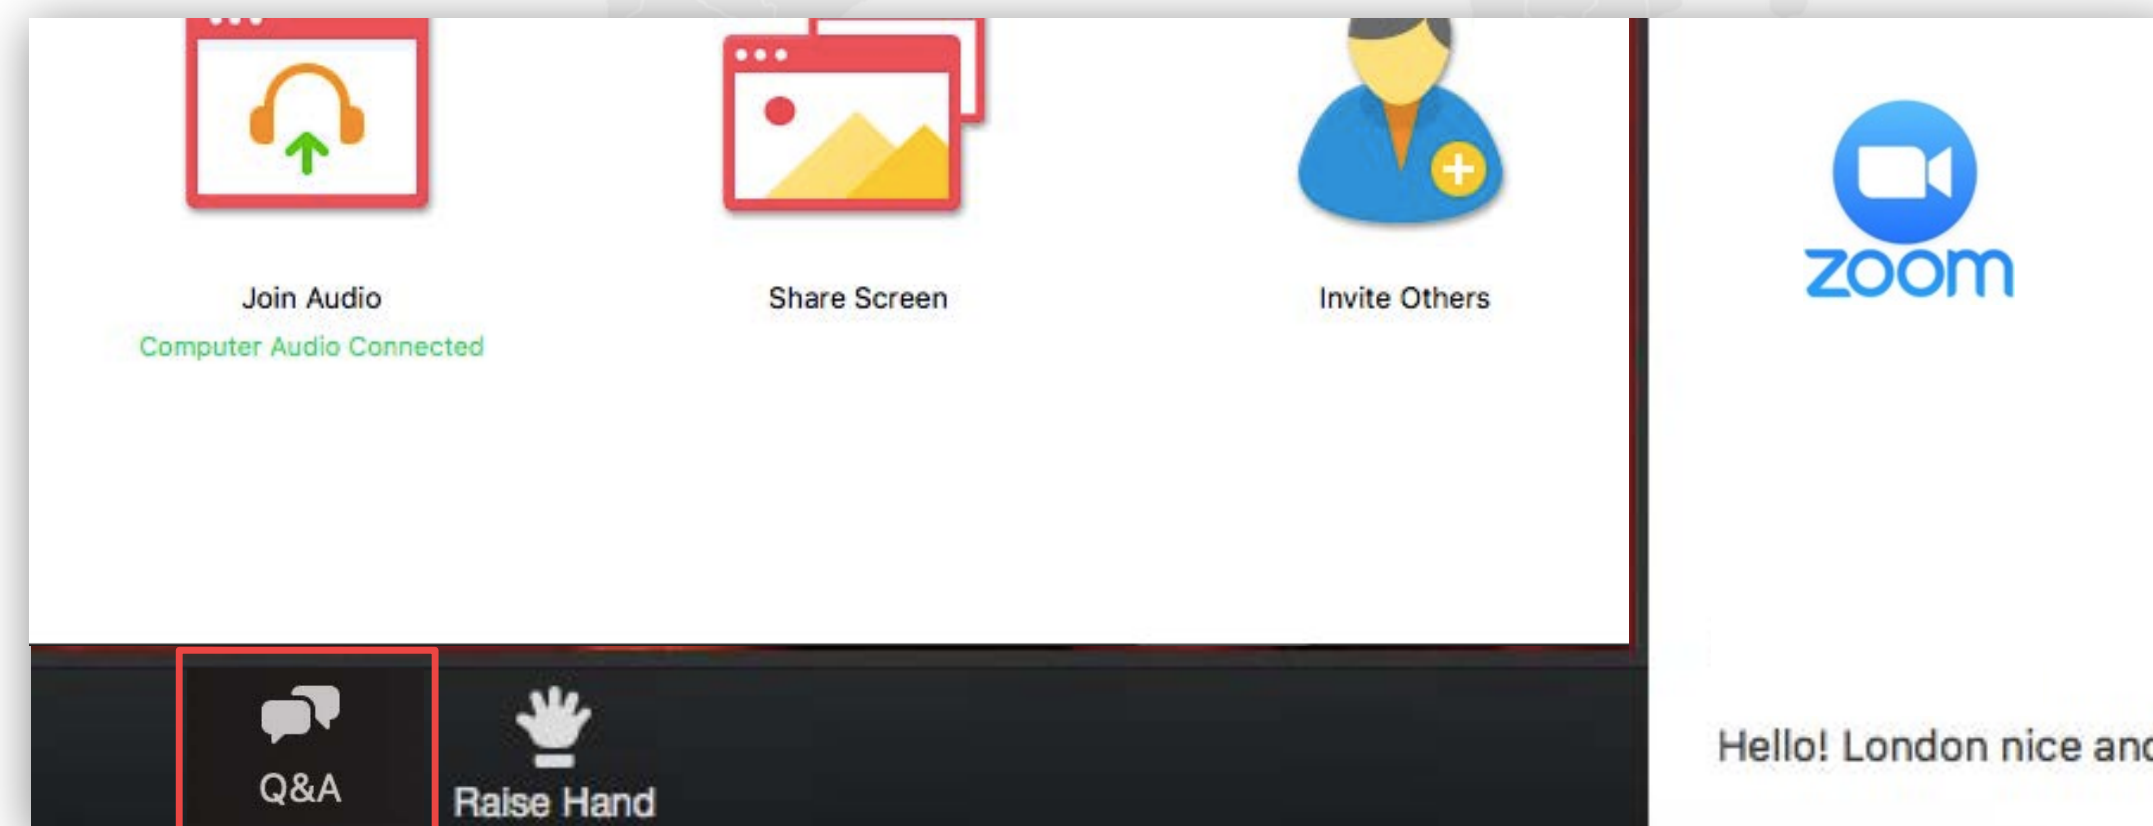 Join Audio
Computer Audio Connected
Share Screen
Invite Others
zoom
Q&A
Raise Hand
Hello! London nice and